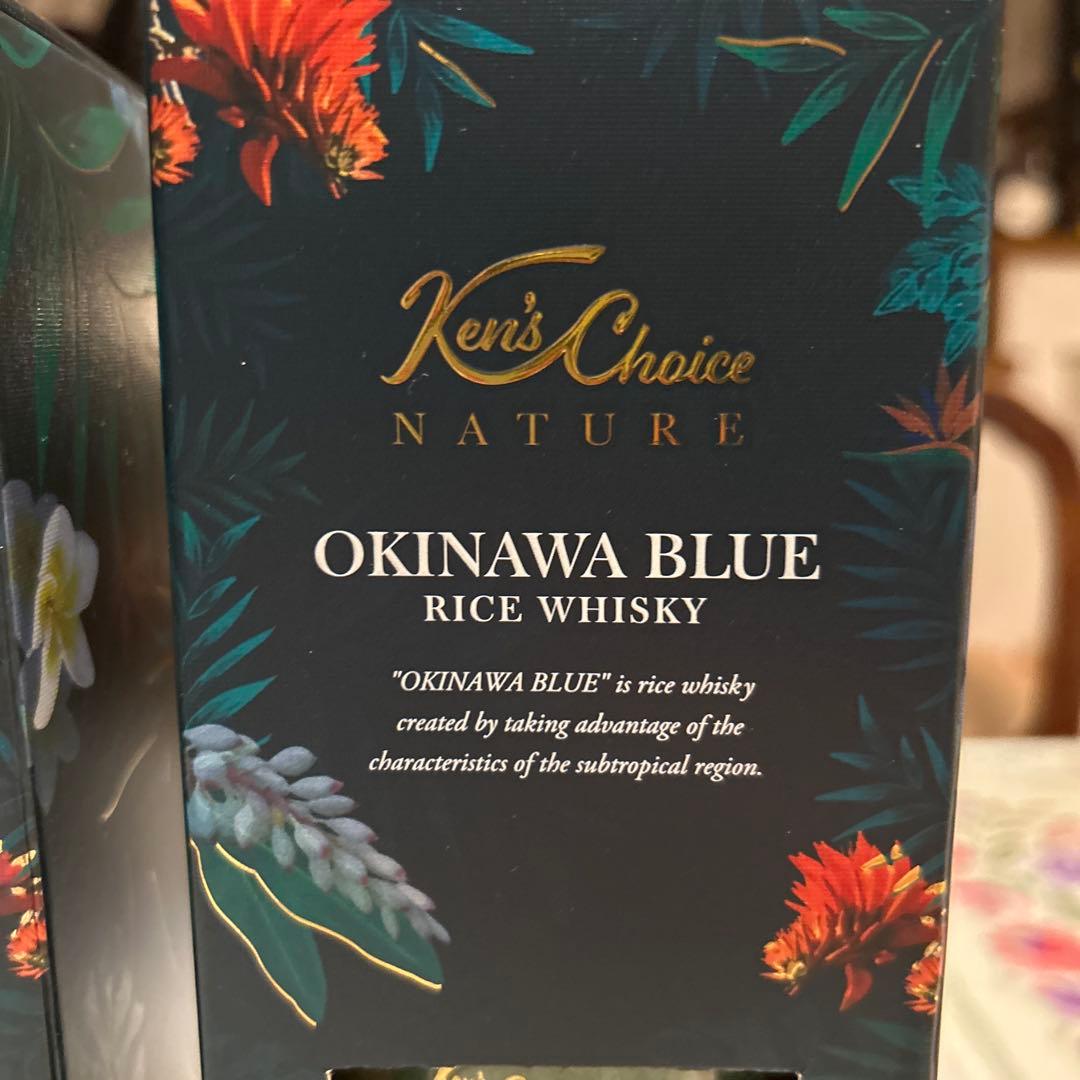 Ken's Choice
NATURE
OKINAWA BLUE
RICE WHISKY
"OKINAWA BLUE" is rice whisky
created by taking advantage of the
characteristics of the subtropical region.